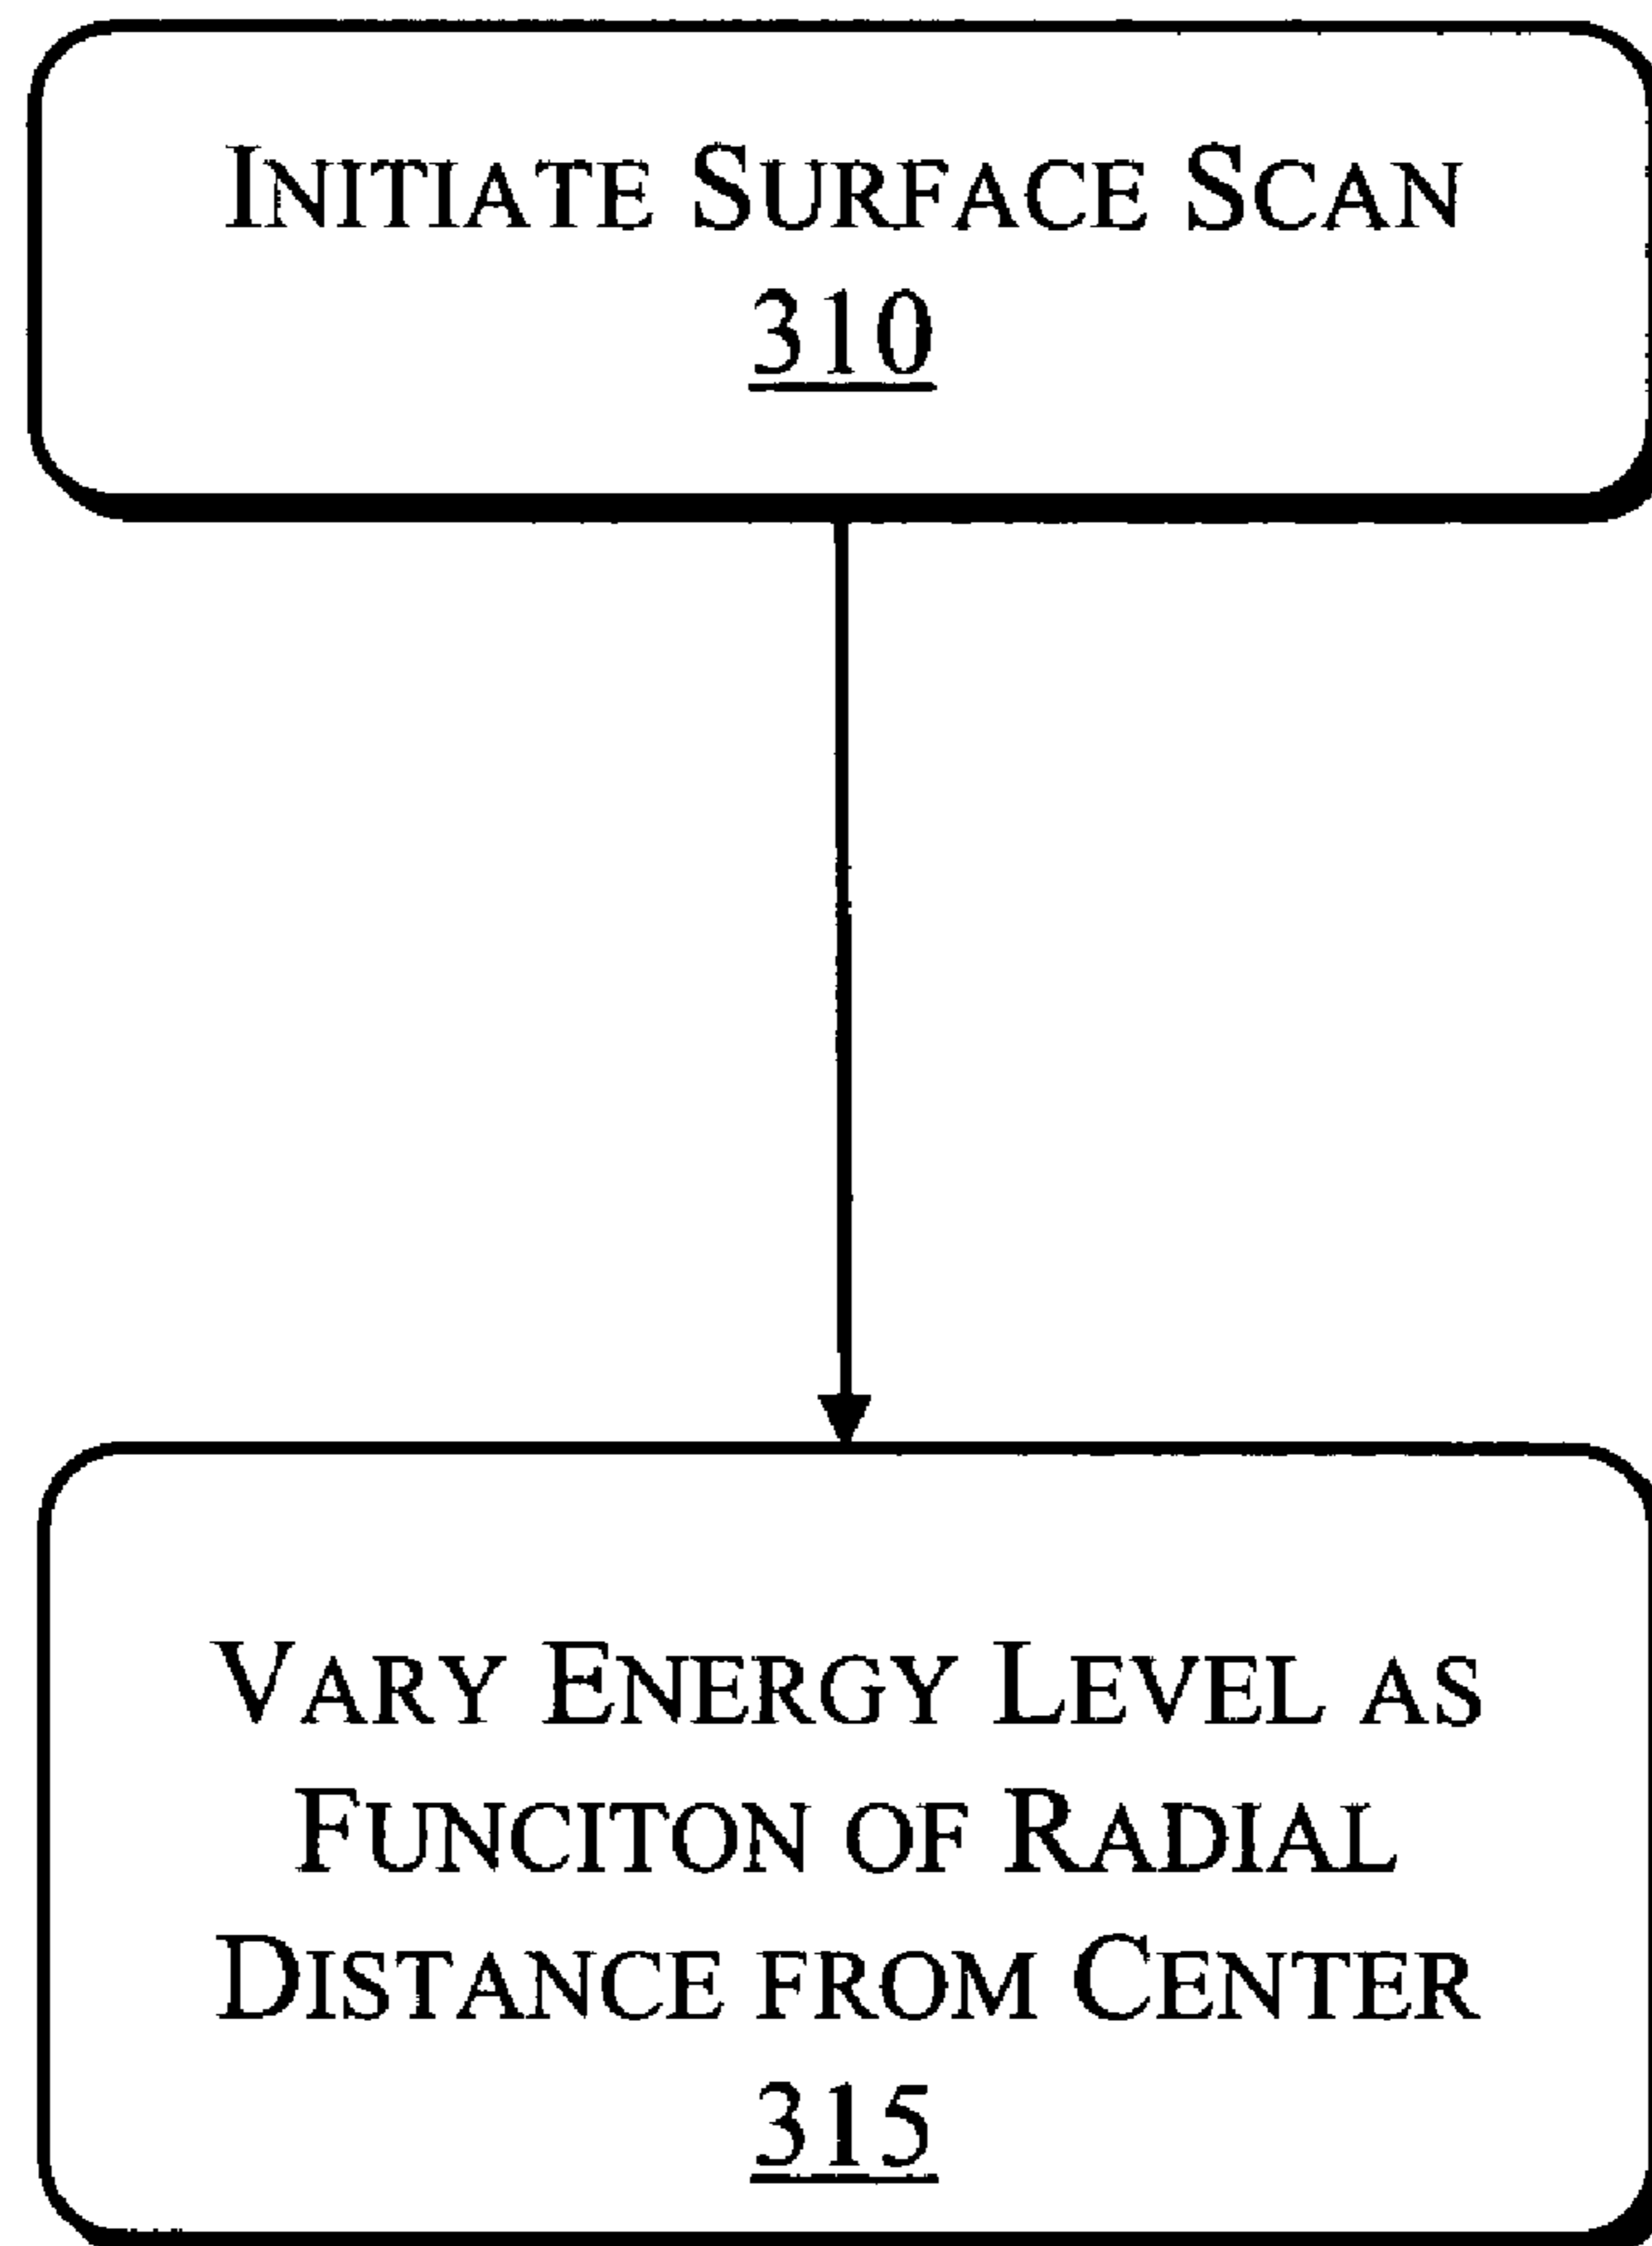 INITIATE SURFACE SCAN
310
VARY ENERGY LEVEL AS
FUNCITON OF RADIAL
DISTANCE FROM CENTER
315